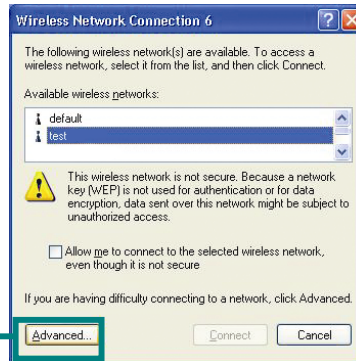 Wireless Network Connection 6
The following wireless network(s) are available. To access a
wireless network, select it from the list, and then click Connect.
Available wireless networks:
default
test
This wireless network is not secure. Because a network
key (WEP) is not used for authentication or for data
encryption, data sent over this network might be subject to
unauthorized access.
Allow me to connect to the selected wireless network,
even though it is not secure
If you are having difficulty connecting to a network, click Advanced.
Advanced... Connect Cancel